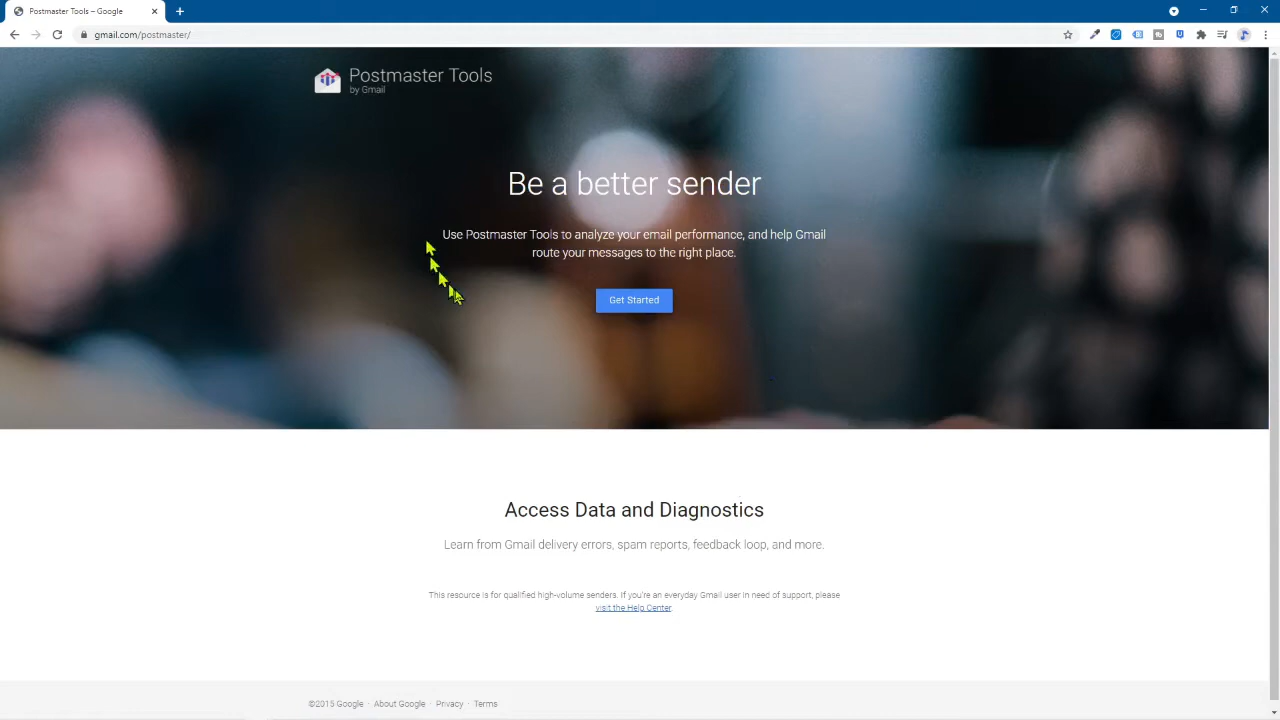 Postmaster Tools – Google
gmail.com/postmaster/
Postmaster Tools
by Gmail
Be a better sender
Use Postmaster Tools to analyze your email performance, and help Gmail
route your messages to the right place.
Get Started
Access Data and Diagnostics
Learn from Gmail delivery errors, spam reports, feedback loop, and more.
This resource is for qualified high-volume senders. If you're an everyday Gmail user in need of support, please
visit the Help Center.
©2015 Google · About Google · Privacy · Terms